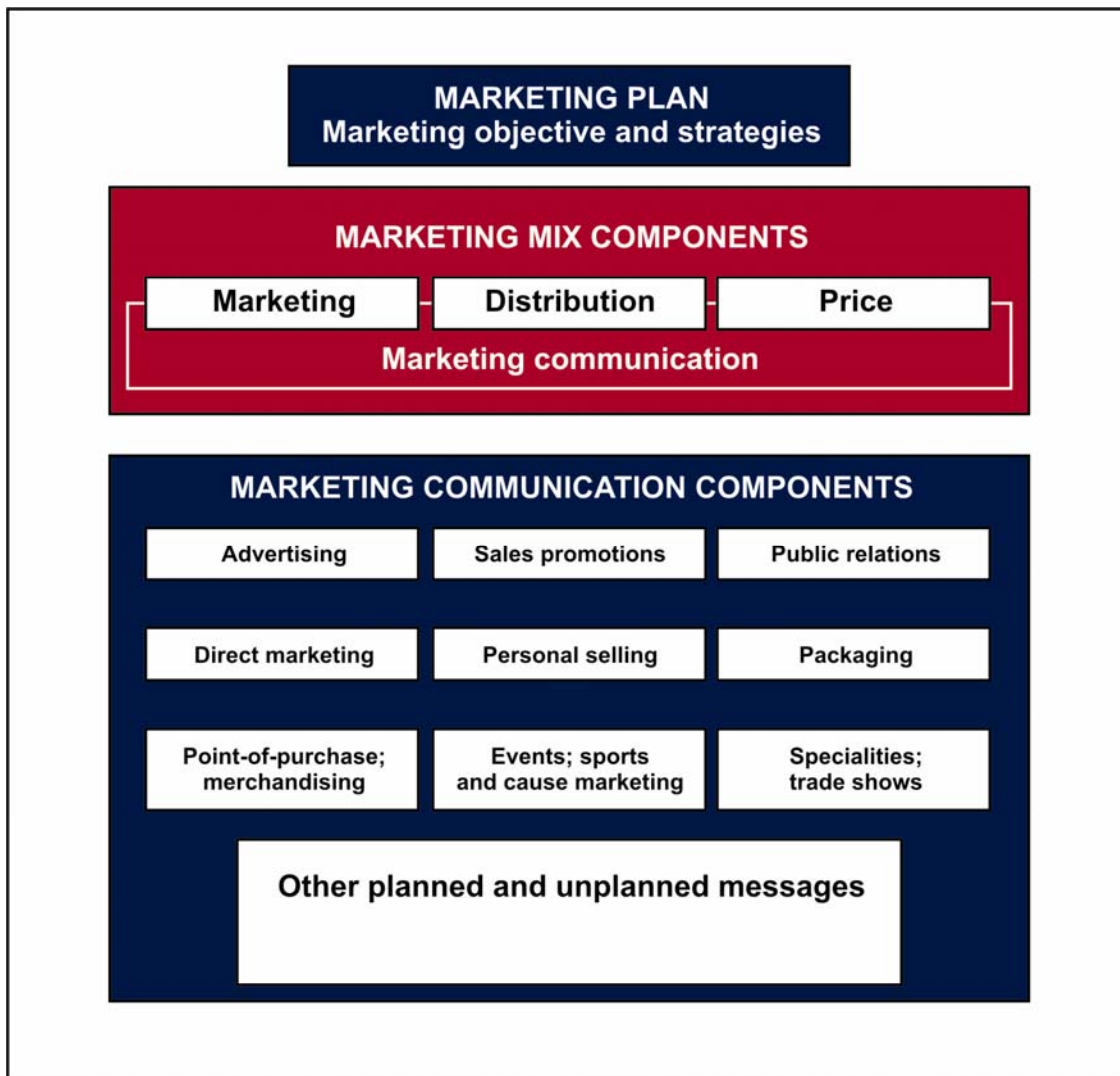 MARKETING PLAN
Marketing objective and strategies
MARKETING MIX COMPONENTS
Marketing
Distribution
Price
Marketing communication
MARKETING COMMUNICATION COMPONENTS
Advertising
Sales promotions
Public relations
Direct marketing
Personal selling
Packaging
Point-of-purchase;
merchandising
Events; sports
and cause marketing
Specialities;
trade shows
Other planned and unplanned messages